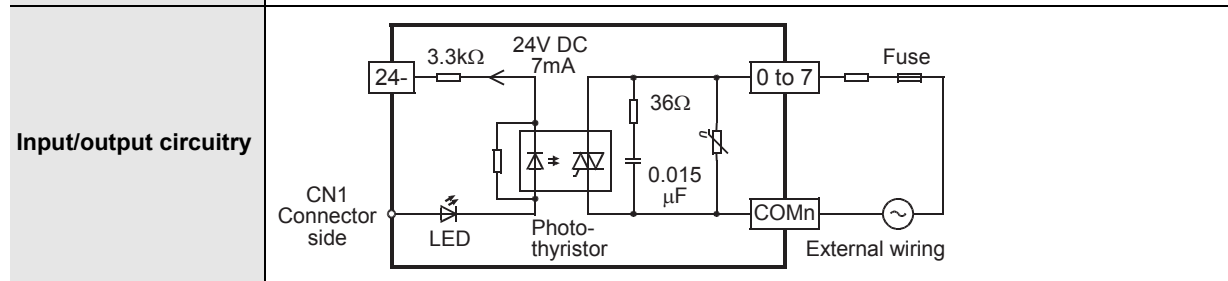 Input/output circuitry
24-
3.3kΩ
24V DC
7mA
0 to 7
Fuse
36Ω
0.015
μF
CN1
Connector
side
LED
Photo-
thyristor
COMn
External wiring
u